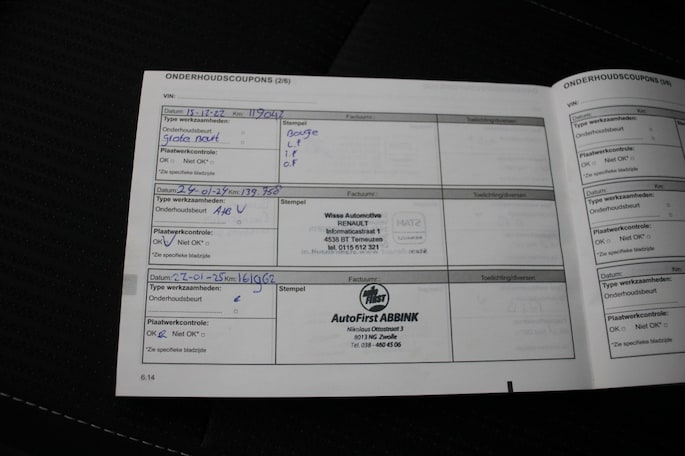 ONDERHOUDSCOUPONS (2/6)
VIN:
Datum: 15-12-22 Km: 119042 Factuurnr.: Toelichting/diversen
Type werkzaamheden:
Onderhoudsbeurt
Grote Beurt
Plaatwerkcontrole:
OK Niet OK*
*Zie specifieke bladzijde
Stempel
Bougie
L.F
I.F
O.F
Datum: 24-01-24 Km: 139.758 Factuurnr.: Toelichting/diversen
Type werkzaamheden:
Onderhoudsbeurt A+B V
Plaatwerkcontrole:
OK V Niet OK*
*Zie specifieke bladzijde
Stempel
Wisse Automotive
RENAULT
Informaticastraat 1
4538 BT Terneuzen
tel. 0115 612 321
Datum: 22-01-25 Km: 161962 Factuurnr.: Toelichting/diversen
Type werkzaamheden:
Onderhoudsbeurt
Plaatwerkcontrole:
OK Niet OK*
*Zie specifieke bladzijde
Stempel
auto
FIRST
AutoFirst ABBINK
Nikolaus Ottostraat 3
8013 NG Zwolle
Tel. 038 - 460 45 06
6.14
ONDERHOUDSCOUPONS (3/6)
VIN:
Datum: Km:
Type werkzaamheden:
Onderhoudsbeurt
Plaatwerkcontrole:
OK Niet OK*
*Zie specifieke bladzijde
Datum: Km:
Type werkzaamheden:
Onderhoudsbeurt
Plaatwerkcontrole:
OK Niet OK*
*Zie specifieke bladzijde
Datum: Km:
Type werkzaamheden:
Onderhoudsbeurt
Plaatwerkcontrole:
OK Niet OK*
*Zie specifieke bladzijde